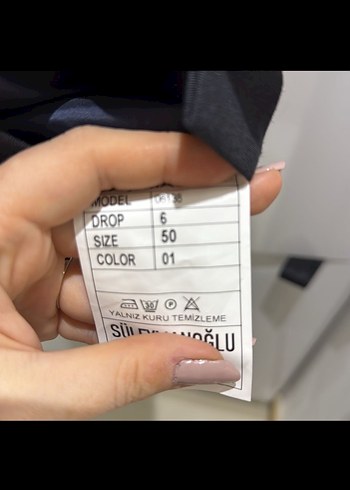 MODEL
DROP 6
SIZE 50
COLOR 01
P
YALNIZ KURU TEMİZLEME